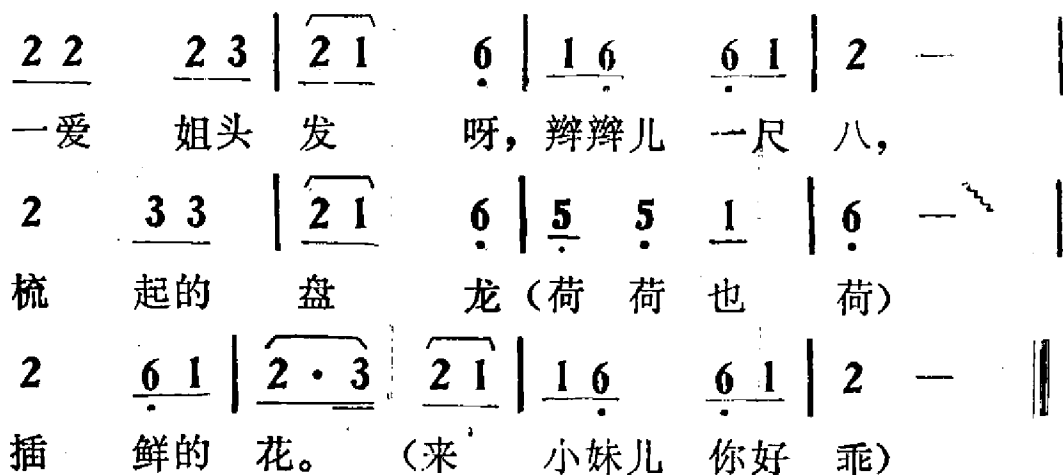 2 2 2 3 | 2 1 6 | 1 6 6 1 | 2 — |
一爱 姐头 发 呀，辫辫儿 一尺 八，
2 3 3 | 2 1 6 | 5 5 1 | 6 — |
梳 起的 盘 龙（荷 荷 也 荷）
2 6 1 | 2 · 3 2 1 | 1 6 6 1 | 2 — ‖
插 鲜的 花。（来 小妹儿 你好 乖）